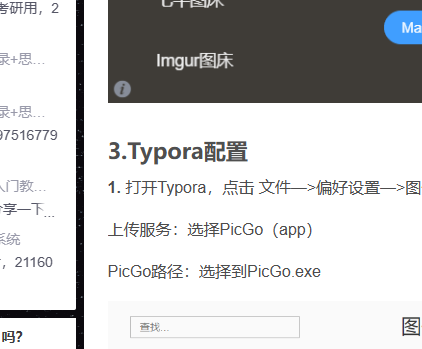 考研用，2
录+思...
录+思...
97516779
入门教...
分享一下...
系统
，21160
吗？
七牛图床
Ma
Imgur图床
3.Typora配置
1. 打开Typora，点击 文件—>偏好设置—>图
上传服务：选择PicGo（app）
PicGo路径：选择到PicGo.exe
查找...
图